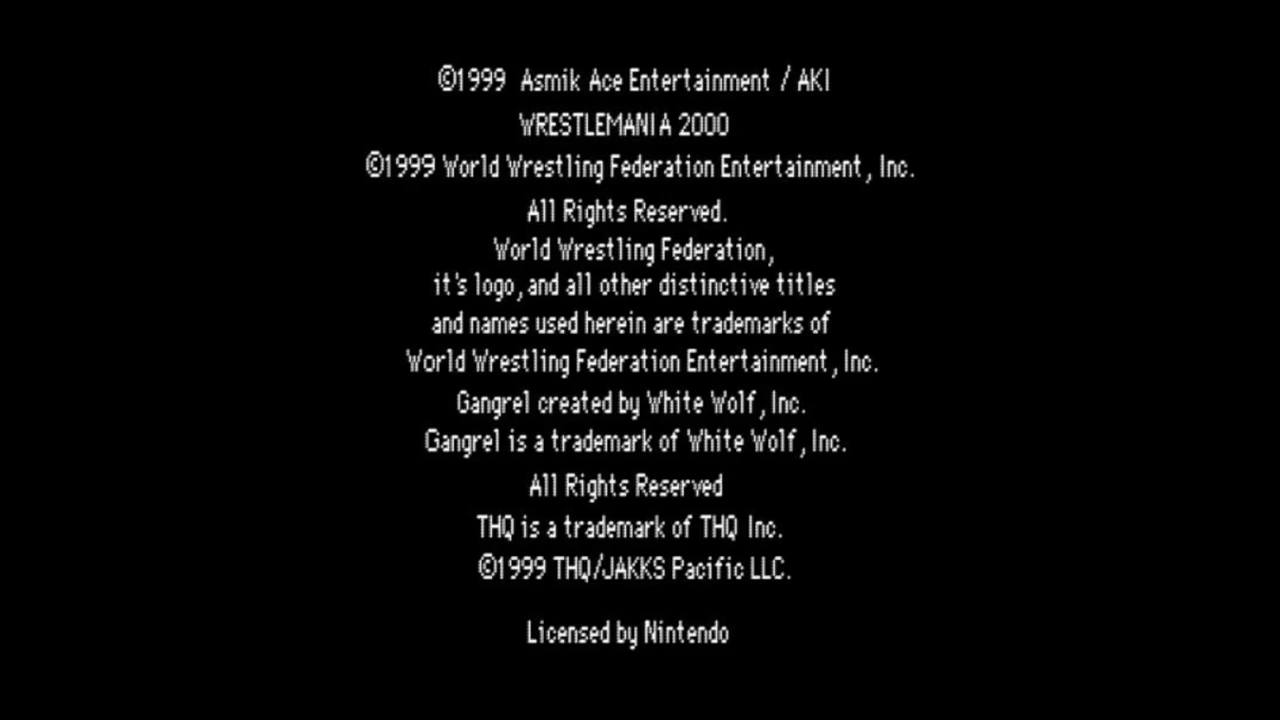 ©1999 Asmik Ace Entertainment / AKI
WRESTLEMANIA 2000
©1999 World Wrestling Federation Entertainment, Inc.
All Rights Reserved.
World Wrestling Federation,
it's logo, and all other distinctive titles
and names used herein are trademarks of
World Wrestling Federation Entertainment, Inc.
Gangrel created by White Wolf, Inc.
Gangrel is a trademark of White Wolf, Inc.
All Rights Reserved
THQ is a trademark of THQ Inc.
©1999 THQ/JAKKS Pacific LLC.
Licensed by Nintendo